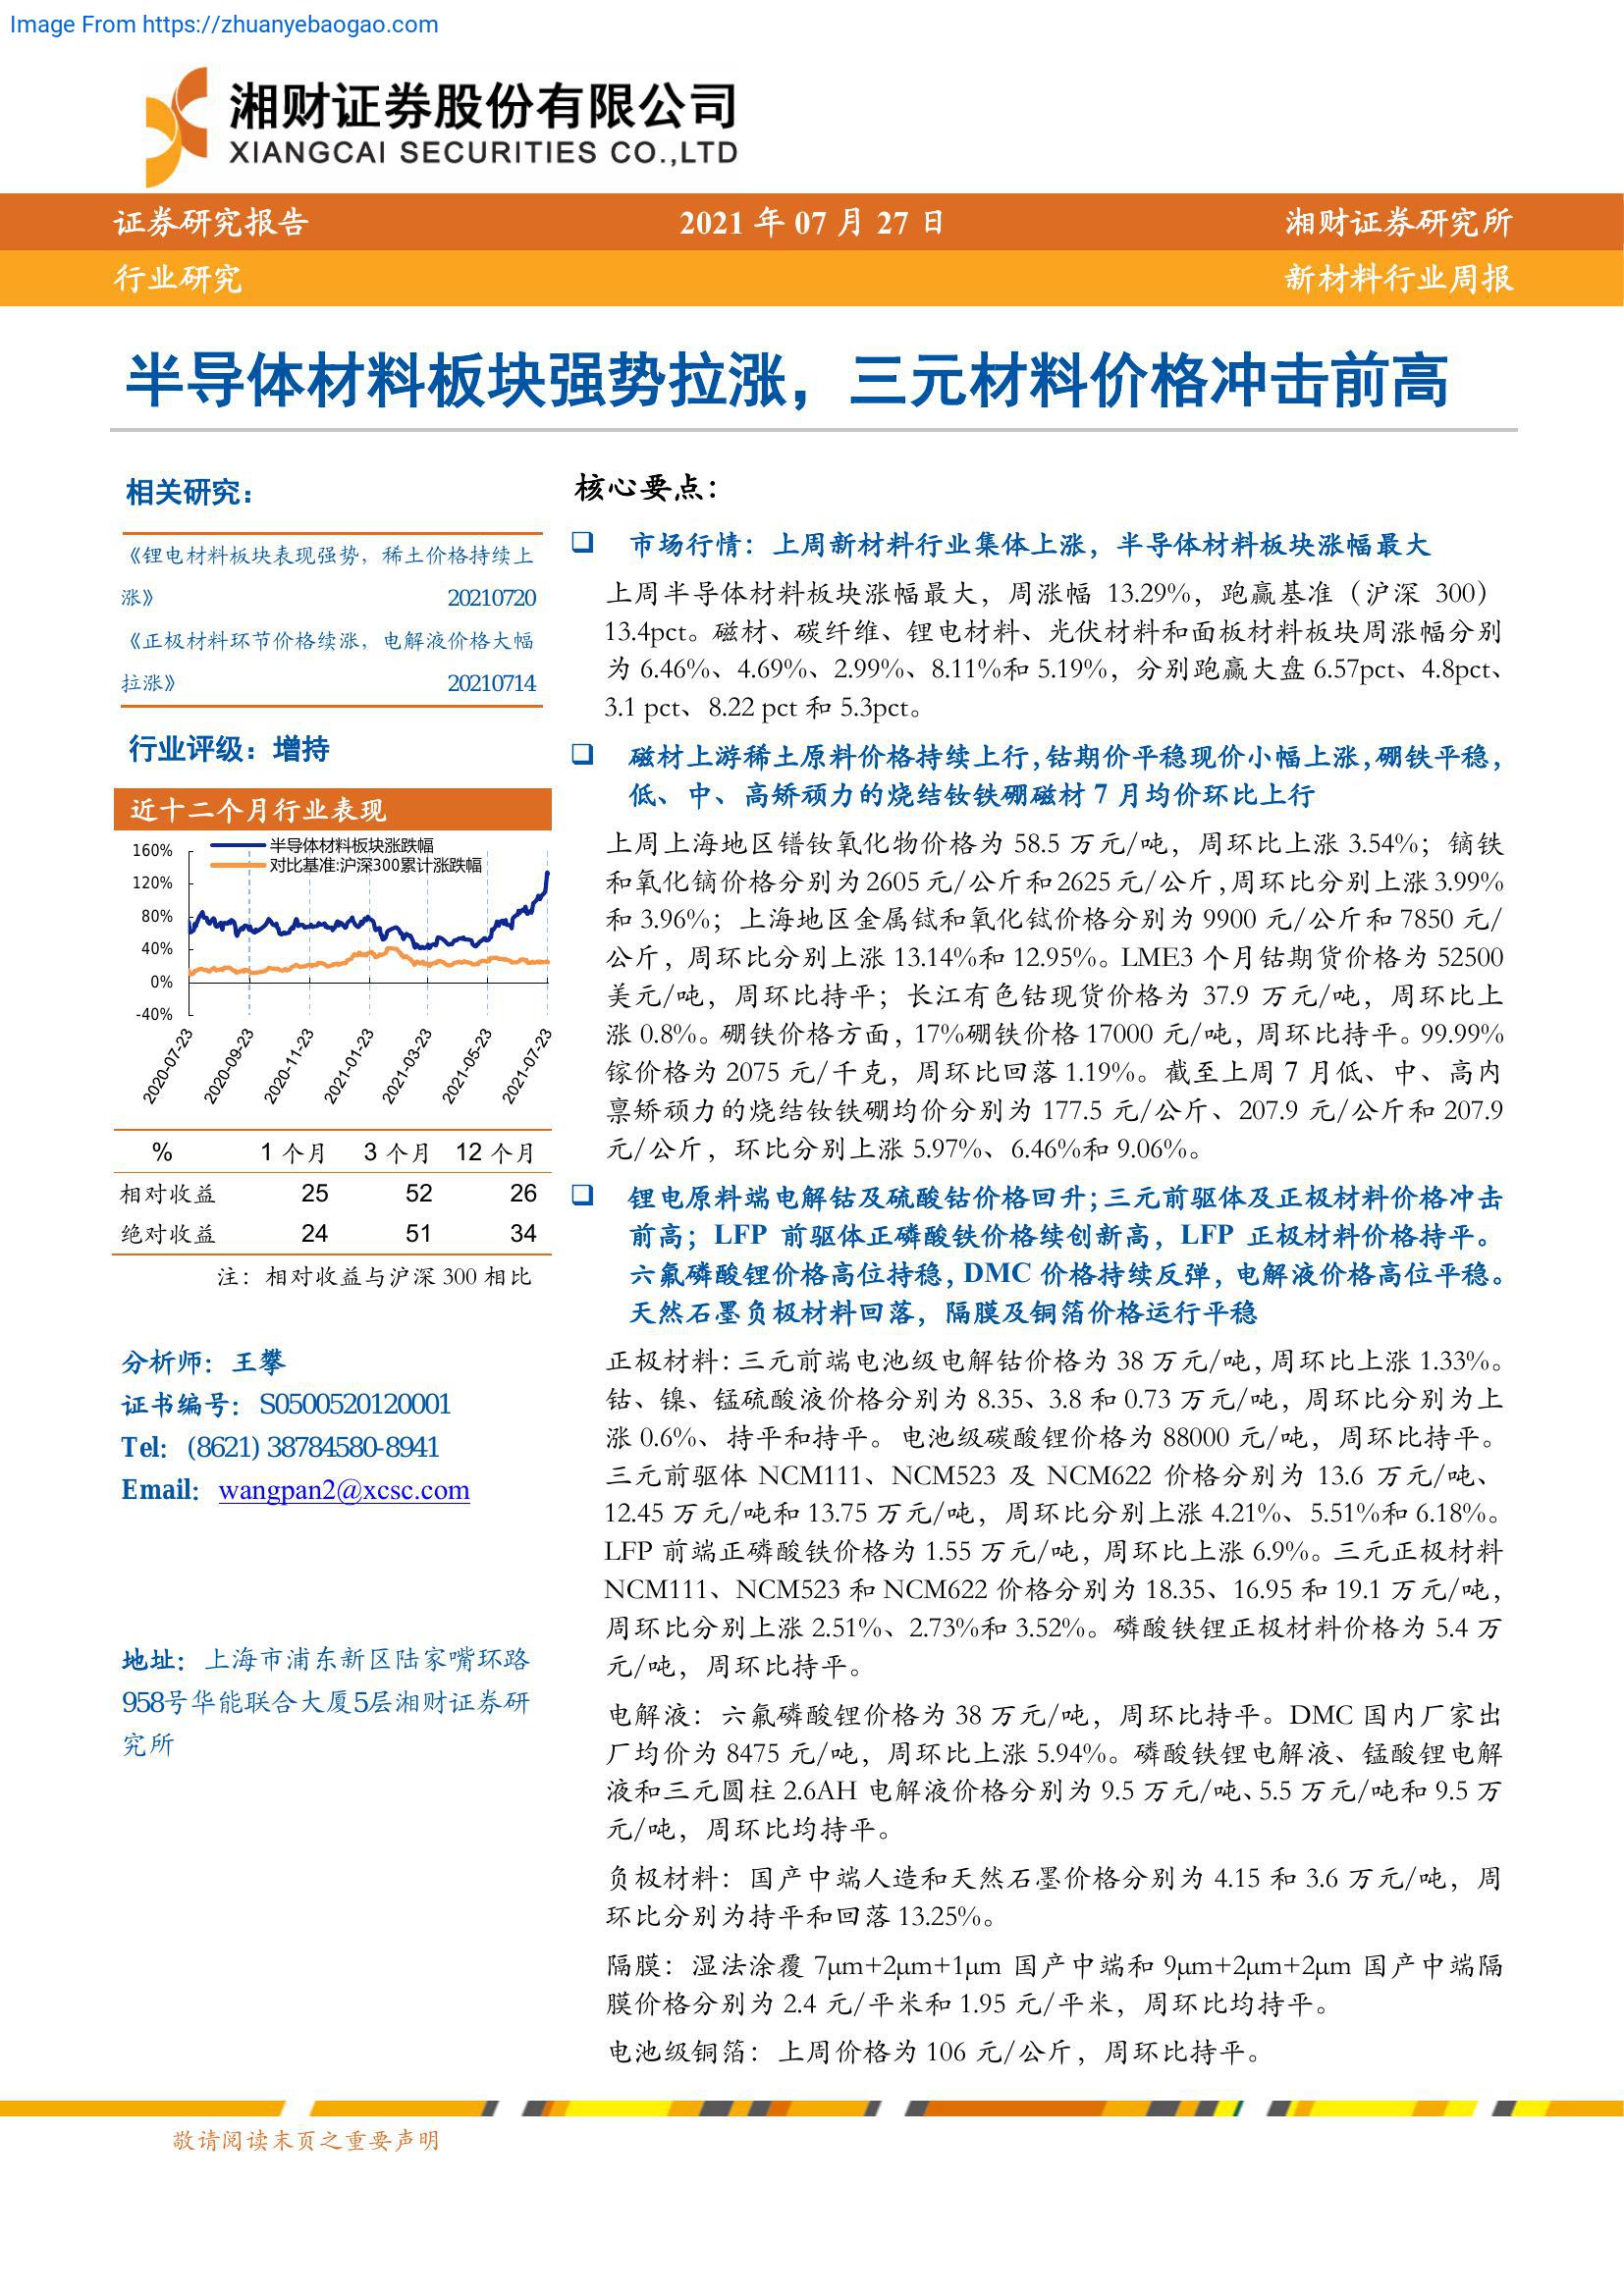 Image From https://zhuanyebaogao.com
湘财证券股份有限公司
XIANGCAI SECURITIES CO.,LTD
证券研究报告 2021 年 07 月 27 日 湘财证券研究所
行业研究 新材料行业周报
半导体材料板块强势拉涨，三元材料价格冲击前高
相关研究：
《锂电材料板块表现强势，稀土价格持续上
涨》 20210720
《正极材料环节价格续涨，电解液价格大幅
拉涨》 20210714
行业评级：增持
近十二个月行业表现
半导体材料板块涨跌幅
对比基准:沪深300累计涨跌幅
160%
120%
80%
40%
0%
-40%
2020-07-23
2020-09-23
2020-11-23
2021-01-23
2021-03-23
2021-05-23
2021-07-23
% 1 个月 3 个月 12 个月
相对收益 25 52 26
绝对收益 24 51 34
注：相对收益与沪深 300 相比
分析师：王攀
证书编号：S0500520120001
Tel：(8621) 38784580-8941
Email：wangpan2@xcsc.com
地址：上海市浦东新区陆家嘴环路
958号华能联合大厦5层湘财证券研
究所
核心要点：
❑ 市场行情：上周新材料行业集体上涨，半导体材料板块涨幅最大
上周半导体材料板块涨幅最大，周涨幅 13.29%，跑赢基准（沪深 300）
13.4pct。磁材、碳纤维、锂电材料、光伏材料和面板材料板块周涨幅分别
为 6.46%、4.69%、2.99%、8.11%和 5.19%，分别跑赢大盘 6.57pct、4.8pct、
3.1 pct、8.22 pct 和 5.3pct。
❑ 磁材上游稀土原料价格持续上行,钴期价平稳现价小幅上涨,硼铁平稳,
低、中、高矫顽力的烧结钕铁硼磁材 7 月均价环比上行
上周上海地区镨钕氧化物价格为 58.5 万元/吨，周环比上涨 3.54%；镝铁
和氧化镝价格分别为 2605 元/公斤和 2625 元/公斤,周环比分别上涨 3.99%
和 3.96%；上海地区金属铽和氧化铽价格分别为 9900 元/公斤和 7850 元/
公斤，周环比分别上涨 13.14%和 12.95%。LME3 个月钴期货价格为 52500
美元/吨，周环比持平；长江有色钴现货价格为 37.9 万元/吨，周环比上
涨 0.8%。硼铁价格方面，17%硼铁价格 17000 元/吨，周环比持平。99.99%
镓价格为 2075 元/千克，周环比回落 1.19%。截至上周 7 月低、中、高内
禀矫顽力的烧结钕铁硼均价分别为 177.5 元/公斤、207.9 元/公斤和 207.9
元/公斤，环比分别上涨 5.97%、6.46%和 9.06%。
❑ 锂电原料端电解钴及硫酸钴价格回升;三元前驱体及正极材料价格冲击
前高；LFP 前驱体正磷酸铁价格续创新高，LFP 正极材料价格持平。
六氟磷酸锂价格高位持稳，DMC 价格持续反弹，电解液价格高位平稳。
天然石墨负极材料回落，隔膜及铜箔价格运行平稳
正极材料：三元前端电池级电解钴价格为 38 万元/吨，周环比上涨 1.33%。
钴、镍、锰硫酸液价格分别为 8.35、3.8 和 0.73 万元/吨，周环比分别为上
涨 0.6%、持平和持平。电池级碳酸锂价格为 88000 元/吨，周环比持平。
三元前驱体 NCM111、NCM523 及 NCM622 价格分别为 13.6 万元/吨、
12.45 万元/吨和 13.75 万元/吨，周环比分别上涨 4.21%、5.51%和 6.18%。
LFP 前端正磷酸铁价格为 1.55 万元/吨，周环比上涨 6.9%。三元正极材料
NCM111、NCM523 和 NCM622 价格分别为 18.35、16.95 和 19.1 万元/吨，
周环比分别上涨 2.51%、2.73%和 3.52%。磷酸铁锂正极材料价格为 5.4 万
元/吨，周环比持平。
电解液：六氟磷酸锂价格为 38 万元/吨，周环比持平。DMC 国内厂家出
厂均价为 8475 元/吨，周环比上涨 5.94%。磷酸铁锂电解液、锰酸锂电解
液和三元圆柱 2.6AH 电解液价格分别为 9.5 万元/吨、5.5 万元/吨和 9.5 万
元/吨，周环比均持平。
负极材料：国产中端人造和天然石墨价格分别为 4.15 和 3.6 万元/吨，周
环比分别为持平和回落 13.25%。
隔膜：湿法涂覆 7μm+2μm+1μm 国产中端和 9μm+2μm+2μm 国产中端隔
膜价格分别为 2.4 元/平米和 1.95 元/平米，周环比均持平。
电池级铜箔：上周价格为 106 元/公斤，周环比持平。
敬请阅读末页之重要声明